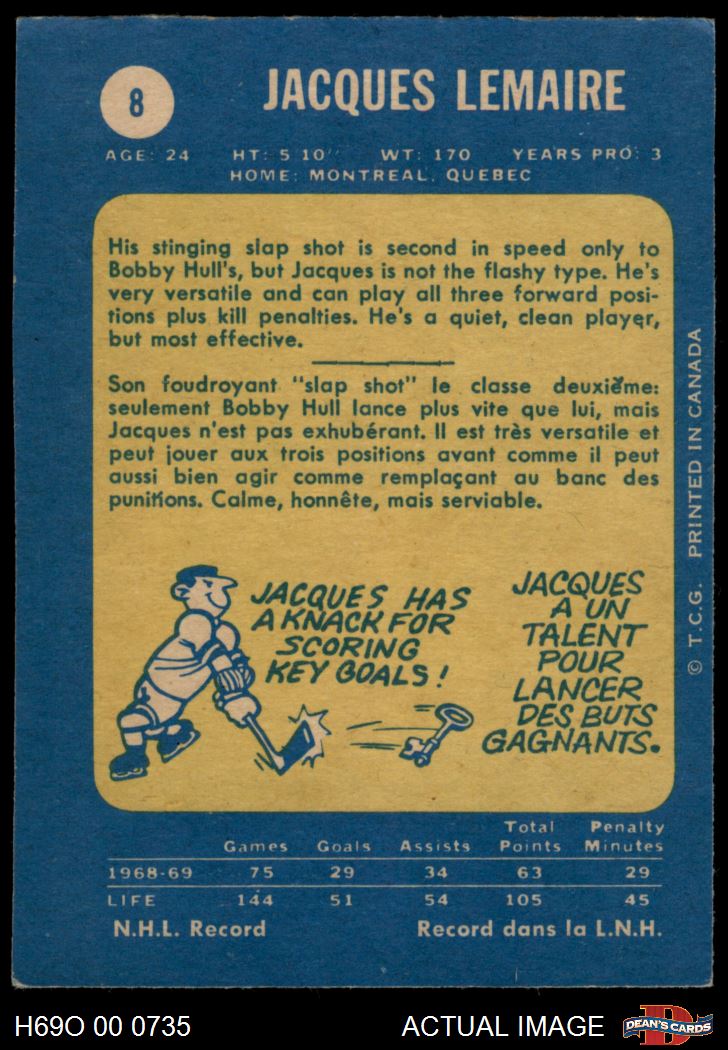 8
JACQUES LEMAIRE
AGE: 24 HT: 5 10" WT: 170 YEARS PRO: 3
HOME: MONTREAL, QUEBEC
His stinging slap shot is second in speed only to
Bobby Hull's, but Jacques is not the flashy type. He's
very versatile and can play all three forward posi-
tions plus kill penalties. He's a quiet, clean player,
but most effective.
Son foudroyant "slap shot" le classe deuxième:
seulement Bobby Hull lance plus vite que lui, mais
Jacques n'est pas exhubérant. Il est très versatile et
peut jouer aux trois positions avant comme il peut
aussi bien agir comme remplaçant au banc des
punitions. Calme, honnête, mais serviable.
JACQUES HAS
A KNACK FOR
SCORING
KEY GOALS!
JACQUES
A UN
TALENT
POUR
LANCER
DES BUTS
GAGNANTS.
© T.C.G. PRINTED IN CANADA
Games Goals Assists Total Points Penalty Minutes
1968-69 75 29 34 63 29
LIFE 144 51 54 105 45
N.H.L. Record Record dans la L.N.H.
H69O 00 0735 ACTUAL IMAGE D DEAN'S CARDS